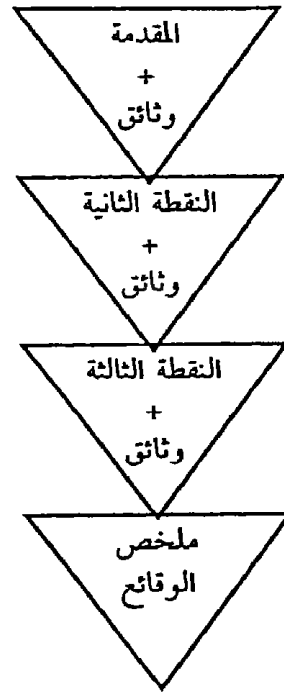 المقدمة
+
وثائق
النقطة الثانية
+
وثائق
النقطة الثالثة
+
وثائق
ملخص
الوقائع